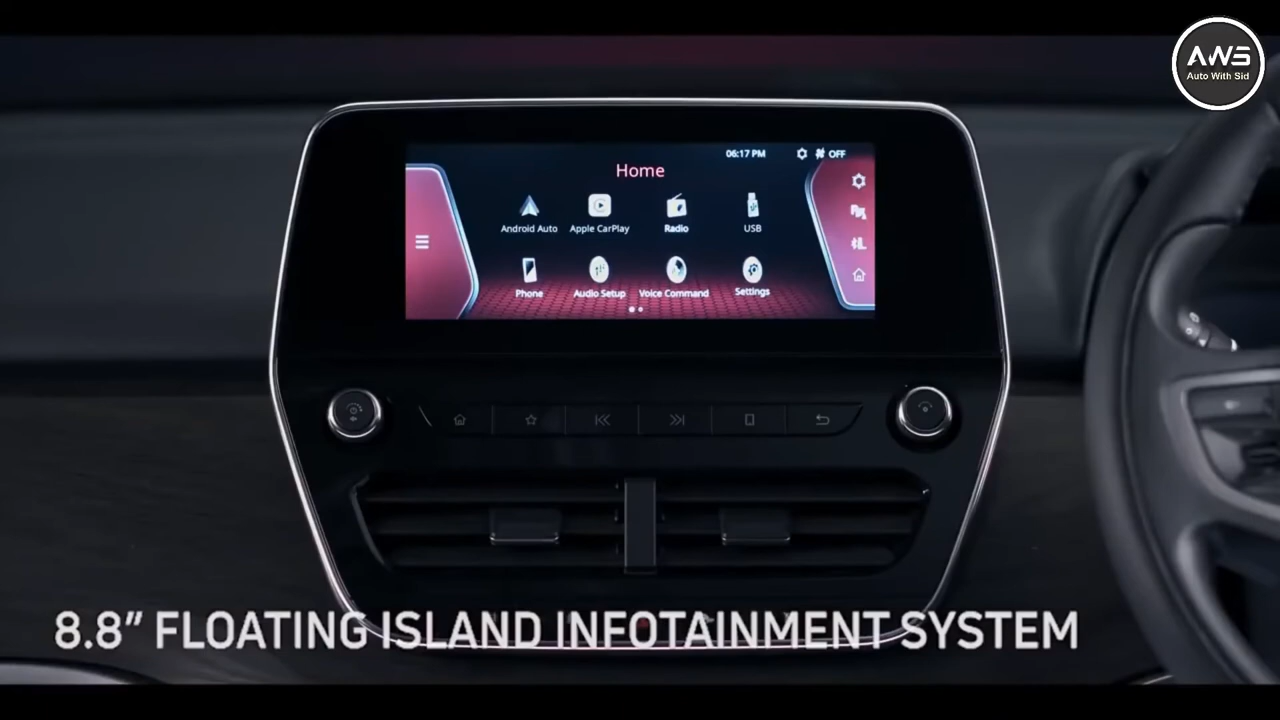 AWS
Auto With Sid
06:17 PM
OFF
Home
Android Auto
Apple CarPlay
Radio
USB
Phone
Audio Setup
Voice Command
Settings
8.8” FLOATING ISLAND INFOTAINMENT SYSTEM